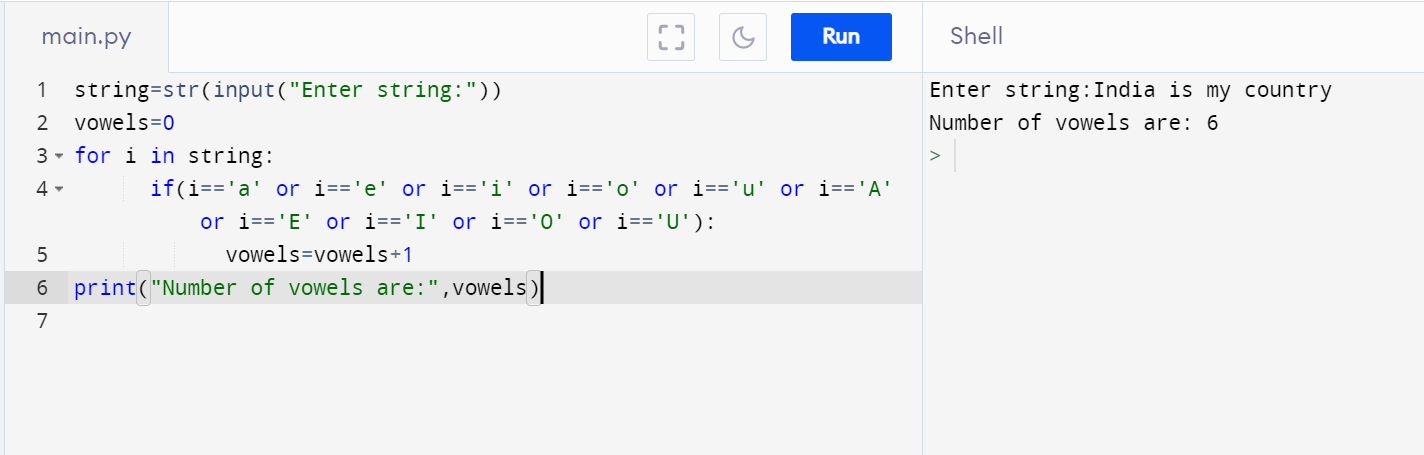 main.py
Run
Shell
1 string=str(input("Enter string:"))
2 vowels=0
3 for i in string:
4 if(i=='a' or i=='e' or i=='i' or i=='o' or i=='u' or i=='A'
or i=='E' or i=='I' or i=='O' or i=='U'):
5 vowels=vowels+1
6 print("Number of vowels are:",vowels)
7
Enter string:India is my country
Number of vowels are: 6
>